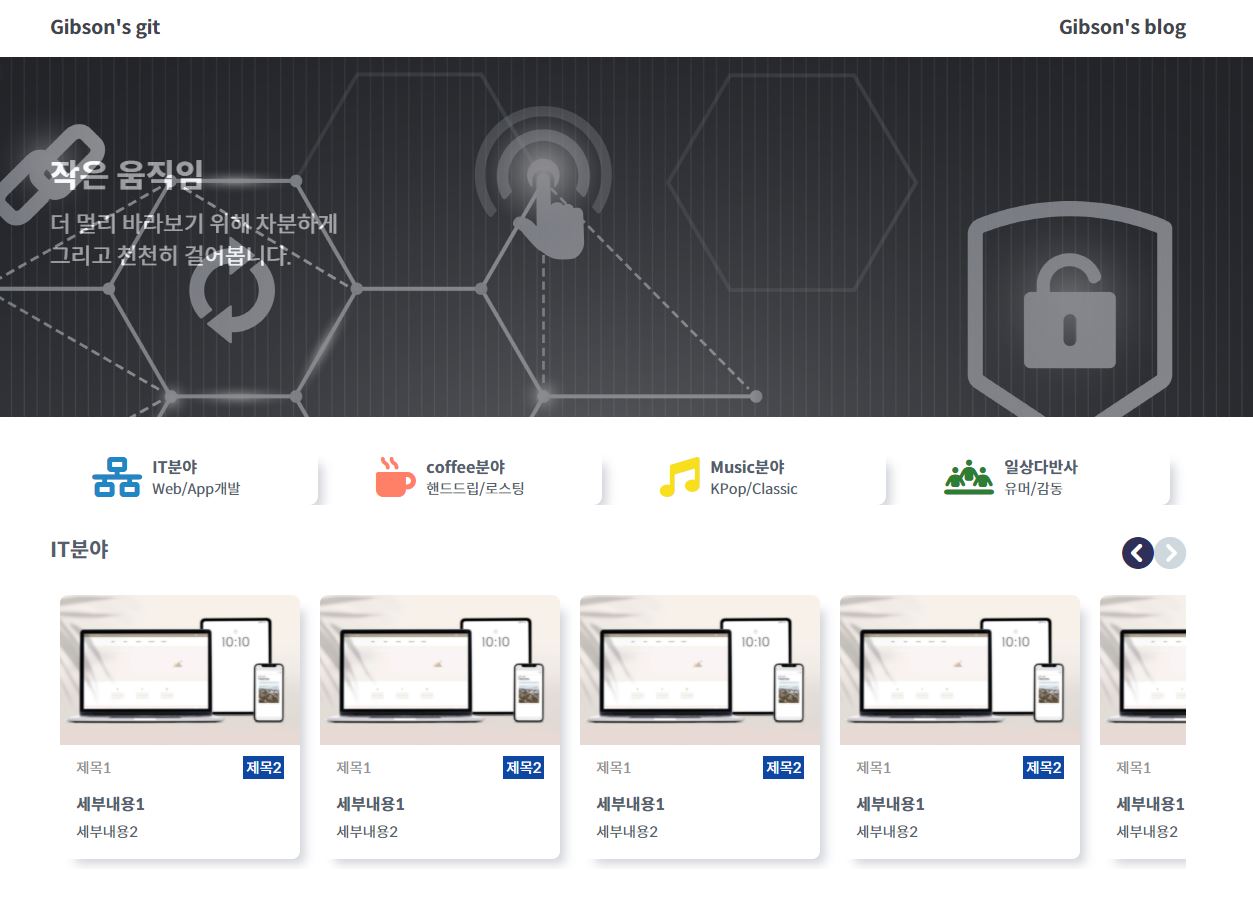 Gibson's git
Gibson's blog
작은 움직임
더 멀리 바라보기 위해 차분하게
그리고 천천히 걸어봅니다.
IT분야
Web/App개발
coffee분야
핸드드립/로스팅
Music분야
KPop/Classic
일상다반사
유머/감동
IT분야
10:10
10:10
10:10
10:10
제목1 제목2
세부내용1
세부내용2
제목1 제목2
세부내용1
세부내용2
제목1 제목2
세부내용1
세부내용2
제목1 제목2
세부내용1
세부내용2
제목1
세부내용1
세부내용2